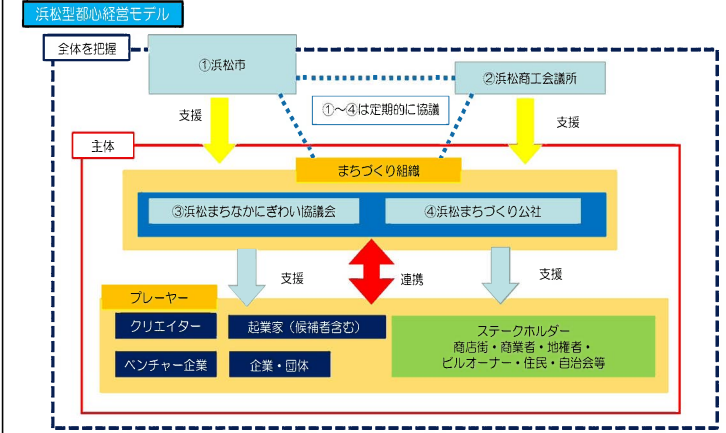 浜松型都心経営モデル
全体を把握
①浜松市
②浜松商工会議所
①～④は定期的に協議
支援
支援
主体
まちづくり組織
③浜松まちなかにぎわい協議会
④浜松まちづくり公社
支援
連携
支援
プレーヤー
クリエイター
起業家（候補者含む）
ベンチャー企業
企業・団体
ステークホルダー
商店街・商業者・地権者・
ビルオーナー・住民・自治会等